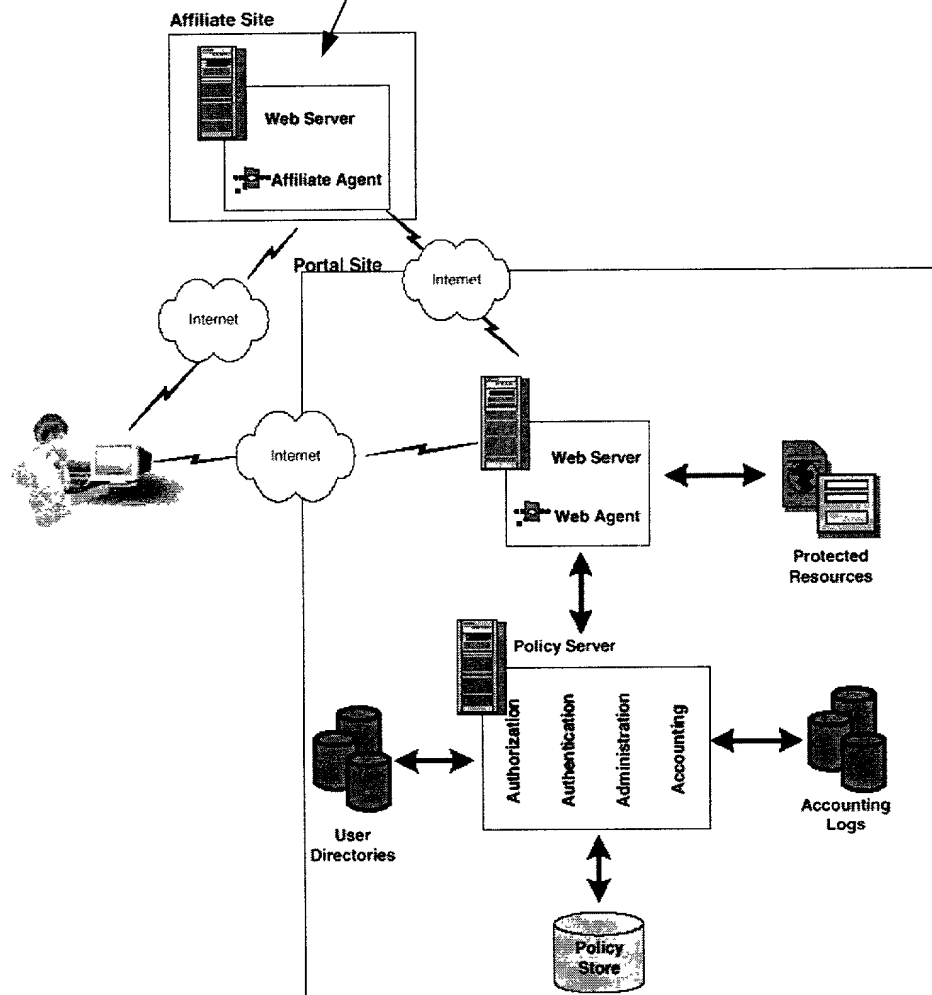 Affiliate Site
Web Server
Affiliate Agent
Portal Site
Internet
Internet
Internet
Web Server
Web Agent
Protected
Resources
Policy Server
Authorization
Authentication
Administration
Accounting
User
Directories
Accounting
Logs
Policy
Store